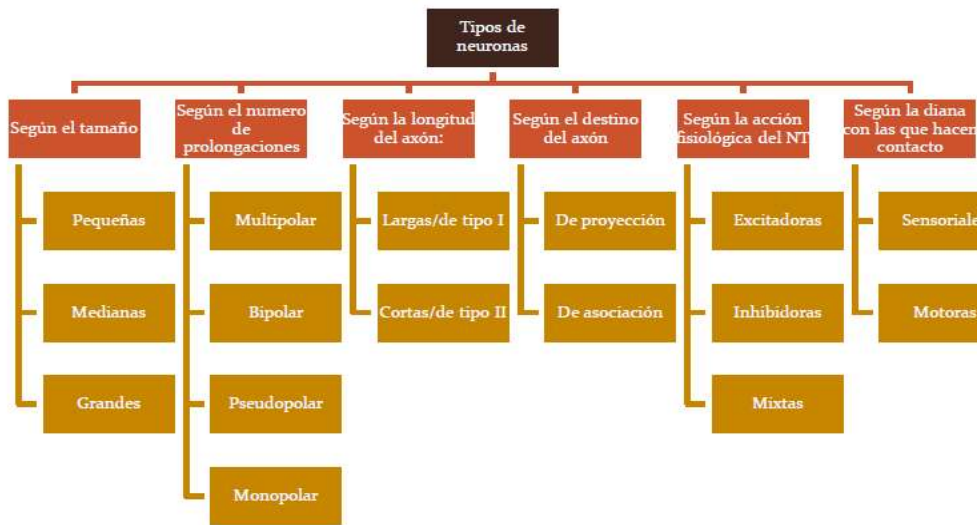 Tipos de
neuronas
Según el tamaño
Pequeñas
Medianas
Grandes
Según el numero
de
prolongaciones
Multipolar
Bipolar
Pseudopolar
Monopolar
Según la longitud
del axón:
Largas/de tipo I
Cortas/de tipo II
Según el destino
del axón
De proyección
De asociación
Según la acción
fisiológica del NT
Excitadoras
Inhibidoras
Mixtas
Según la diana
con las que hacen
contacto
Sensoriale
Motoras